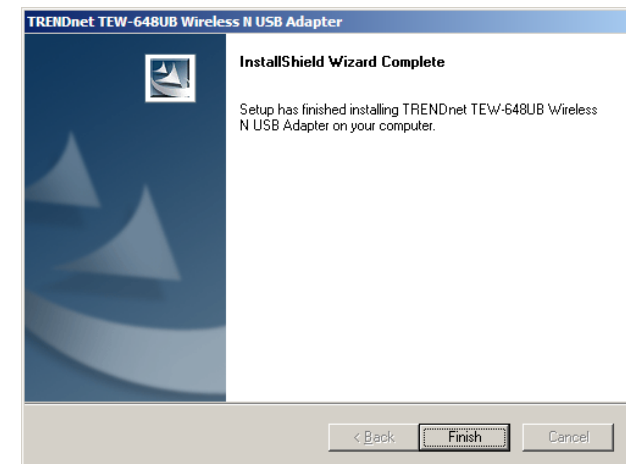 TRENDnet TEW-648UB Wireless N USB Adapter
InstallShield Wizard Complete
Setup has finished installing TRENDnet TEW-648UB Wireless
N USB Adapter on your computer.
< Back
Finish
Cancel